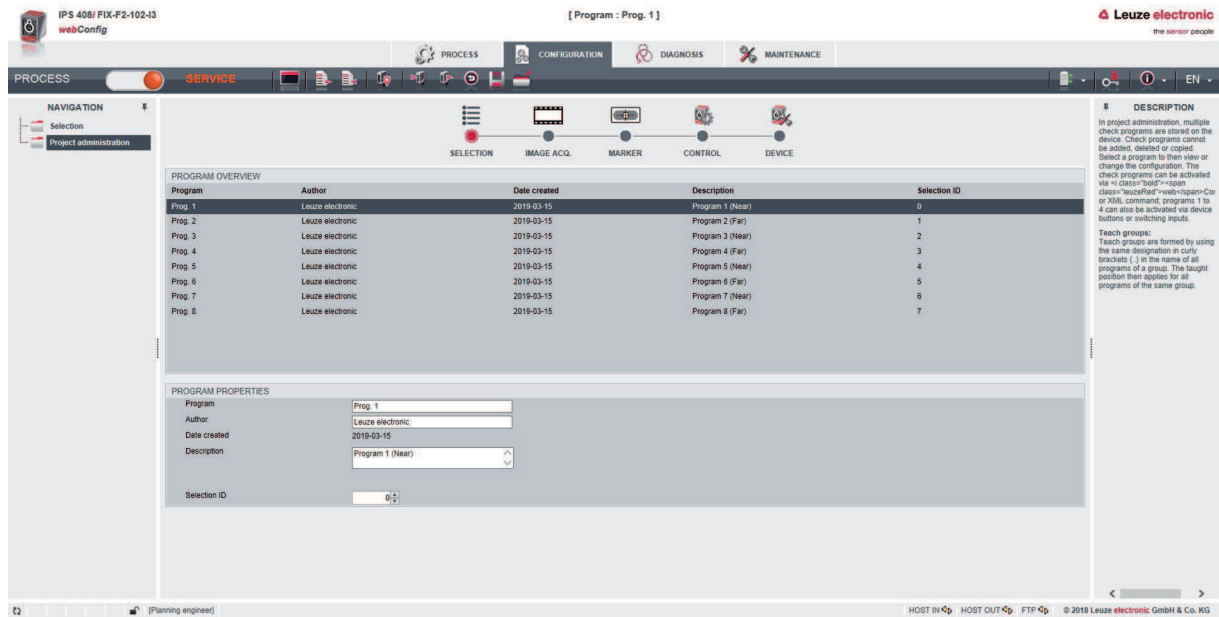 IPS 408i FIX-F2-102-I3
webConfig
[ Program : Prog. 1 ]
Leuze electronic
the sensor people
PROCESS
CONFIGURATION
DIAGNOSIS
MAINTENANCE
PROCESS
SERVICE
EN
NAVIGATION
Selection
Project administration
SELECTION
IMAGE ACQ.
MARKER
CONTROL
DEVICE
PROGRAM OVERVIEW
Program Author Date created Description Selection ID
Prog. 1 Leuze electronic 2019-03-15 Program 1 (Near) 0
Prog. 2 Leuze electronic 2019-03-15 Program 2 (Far) 1
Prog. 3 Leuze electronic 2019-03-15 Program 3 (Near) 2
Prog. 4 Leuze electronic 2019-03-15 Program 4 (Far) 3
Prog. 5 Leuze electronic 2019-03-15 Program 5 (Near) 4
Prog. 6 Leuze electronic 2019-03-15 Program 6 (Far) 5
Prog. 7 Leuze electronic 2019-03-15 Program 7 (Near) 6
Prog. 8 Leuze electronic 2019-03-15 Program 8 (Far) 7
PROGRAM PROPERTIES
Program Prog. 1
Author Leuze electronic
Date created 2019-03-15
Description Program 1 (Near)
Selection ID 0
DESCRIPTION
In project administration, multiple
check programs are stored on the
device. Check programs cannot
be added, deleted or copied.
Select a program to then view or
change the configuration. The
check programs can be activated
via <i class="bold"><span
class="leuzeRed">web</span>Co
or XML command; programs 1 to
4 can also be activated via device
buttons or switching inputs.
Teach groups:
Teach groups are formed by using
the same designation in curly
brackets {..} in the name of all
programs of a group. The taught
position then applies for all
programs of the same group.
[Planning engineer]
HOST IN
HOST OUT
FTP
© 2018 Leuze electronic GmbH & Co. KG